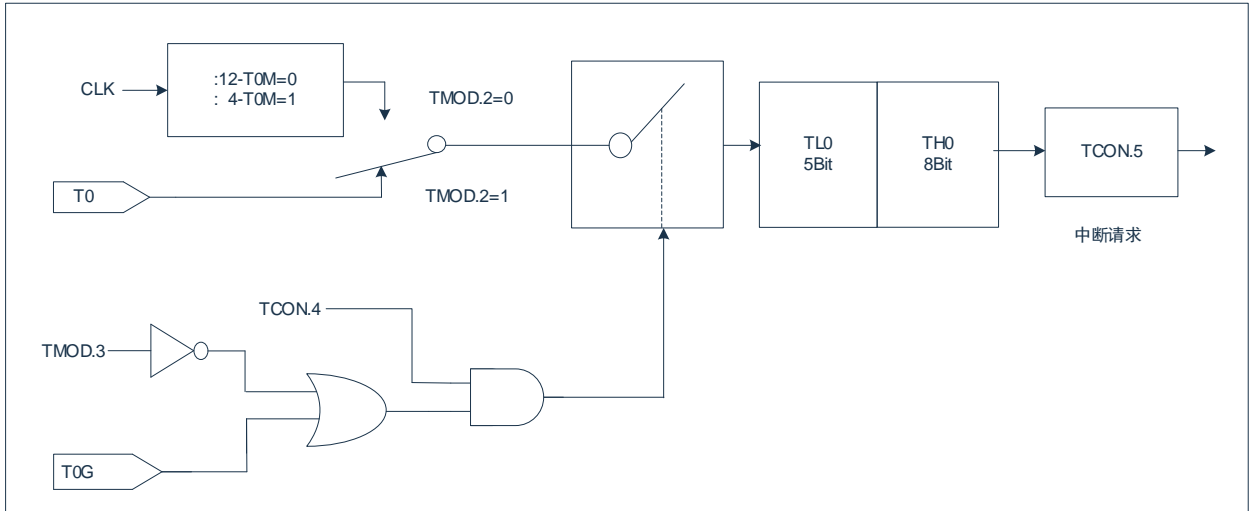 :12-T0M=0
CLK
: 4-T0M=1
TMOD.2=0
TL0
5Bit
TH0
8Bit
TCON.5
T0
TMOD.2=1
中断请求
TCON.4
TMOD.3
T0G